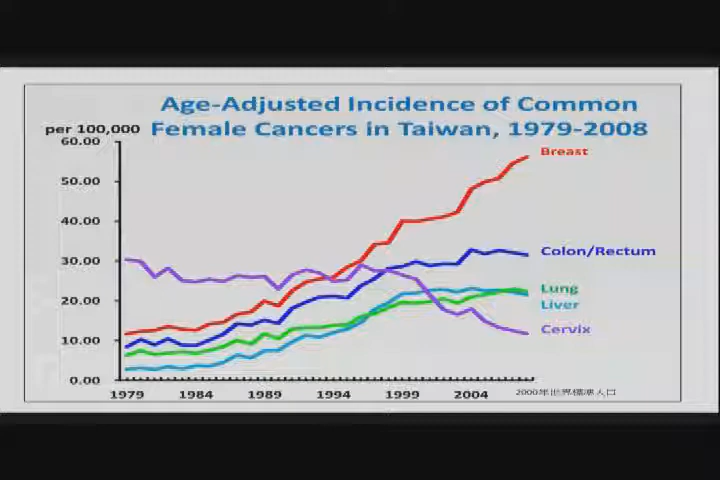 Age-Adjusted Incidence of Common
Female Cancers in Taiwan, 1979-2008
per 100,000
60.00
50.00
40.00
30.00
20.00
10.00
0.00
Breast
Colon/Rectum
Lung
Liver
Cervix
1979
1984
1989
1994
1999
2004
2000年世界標準人口